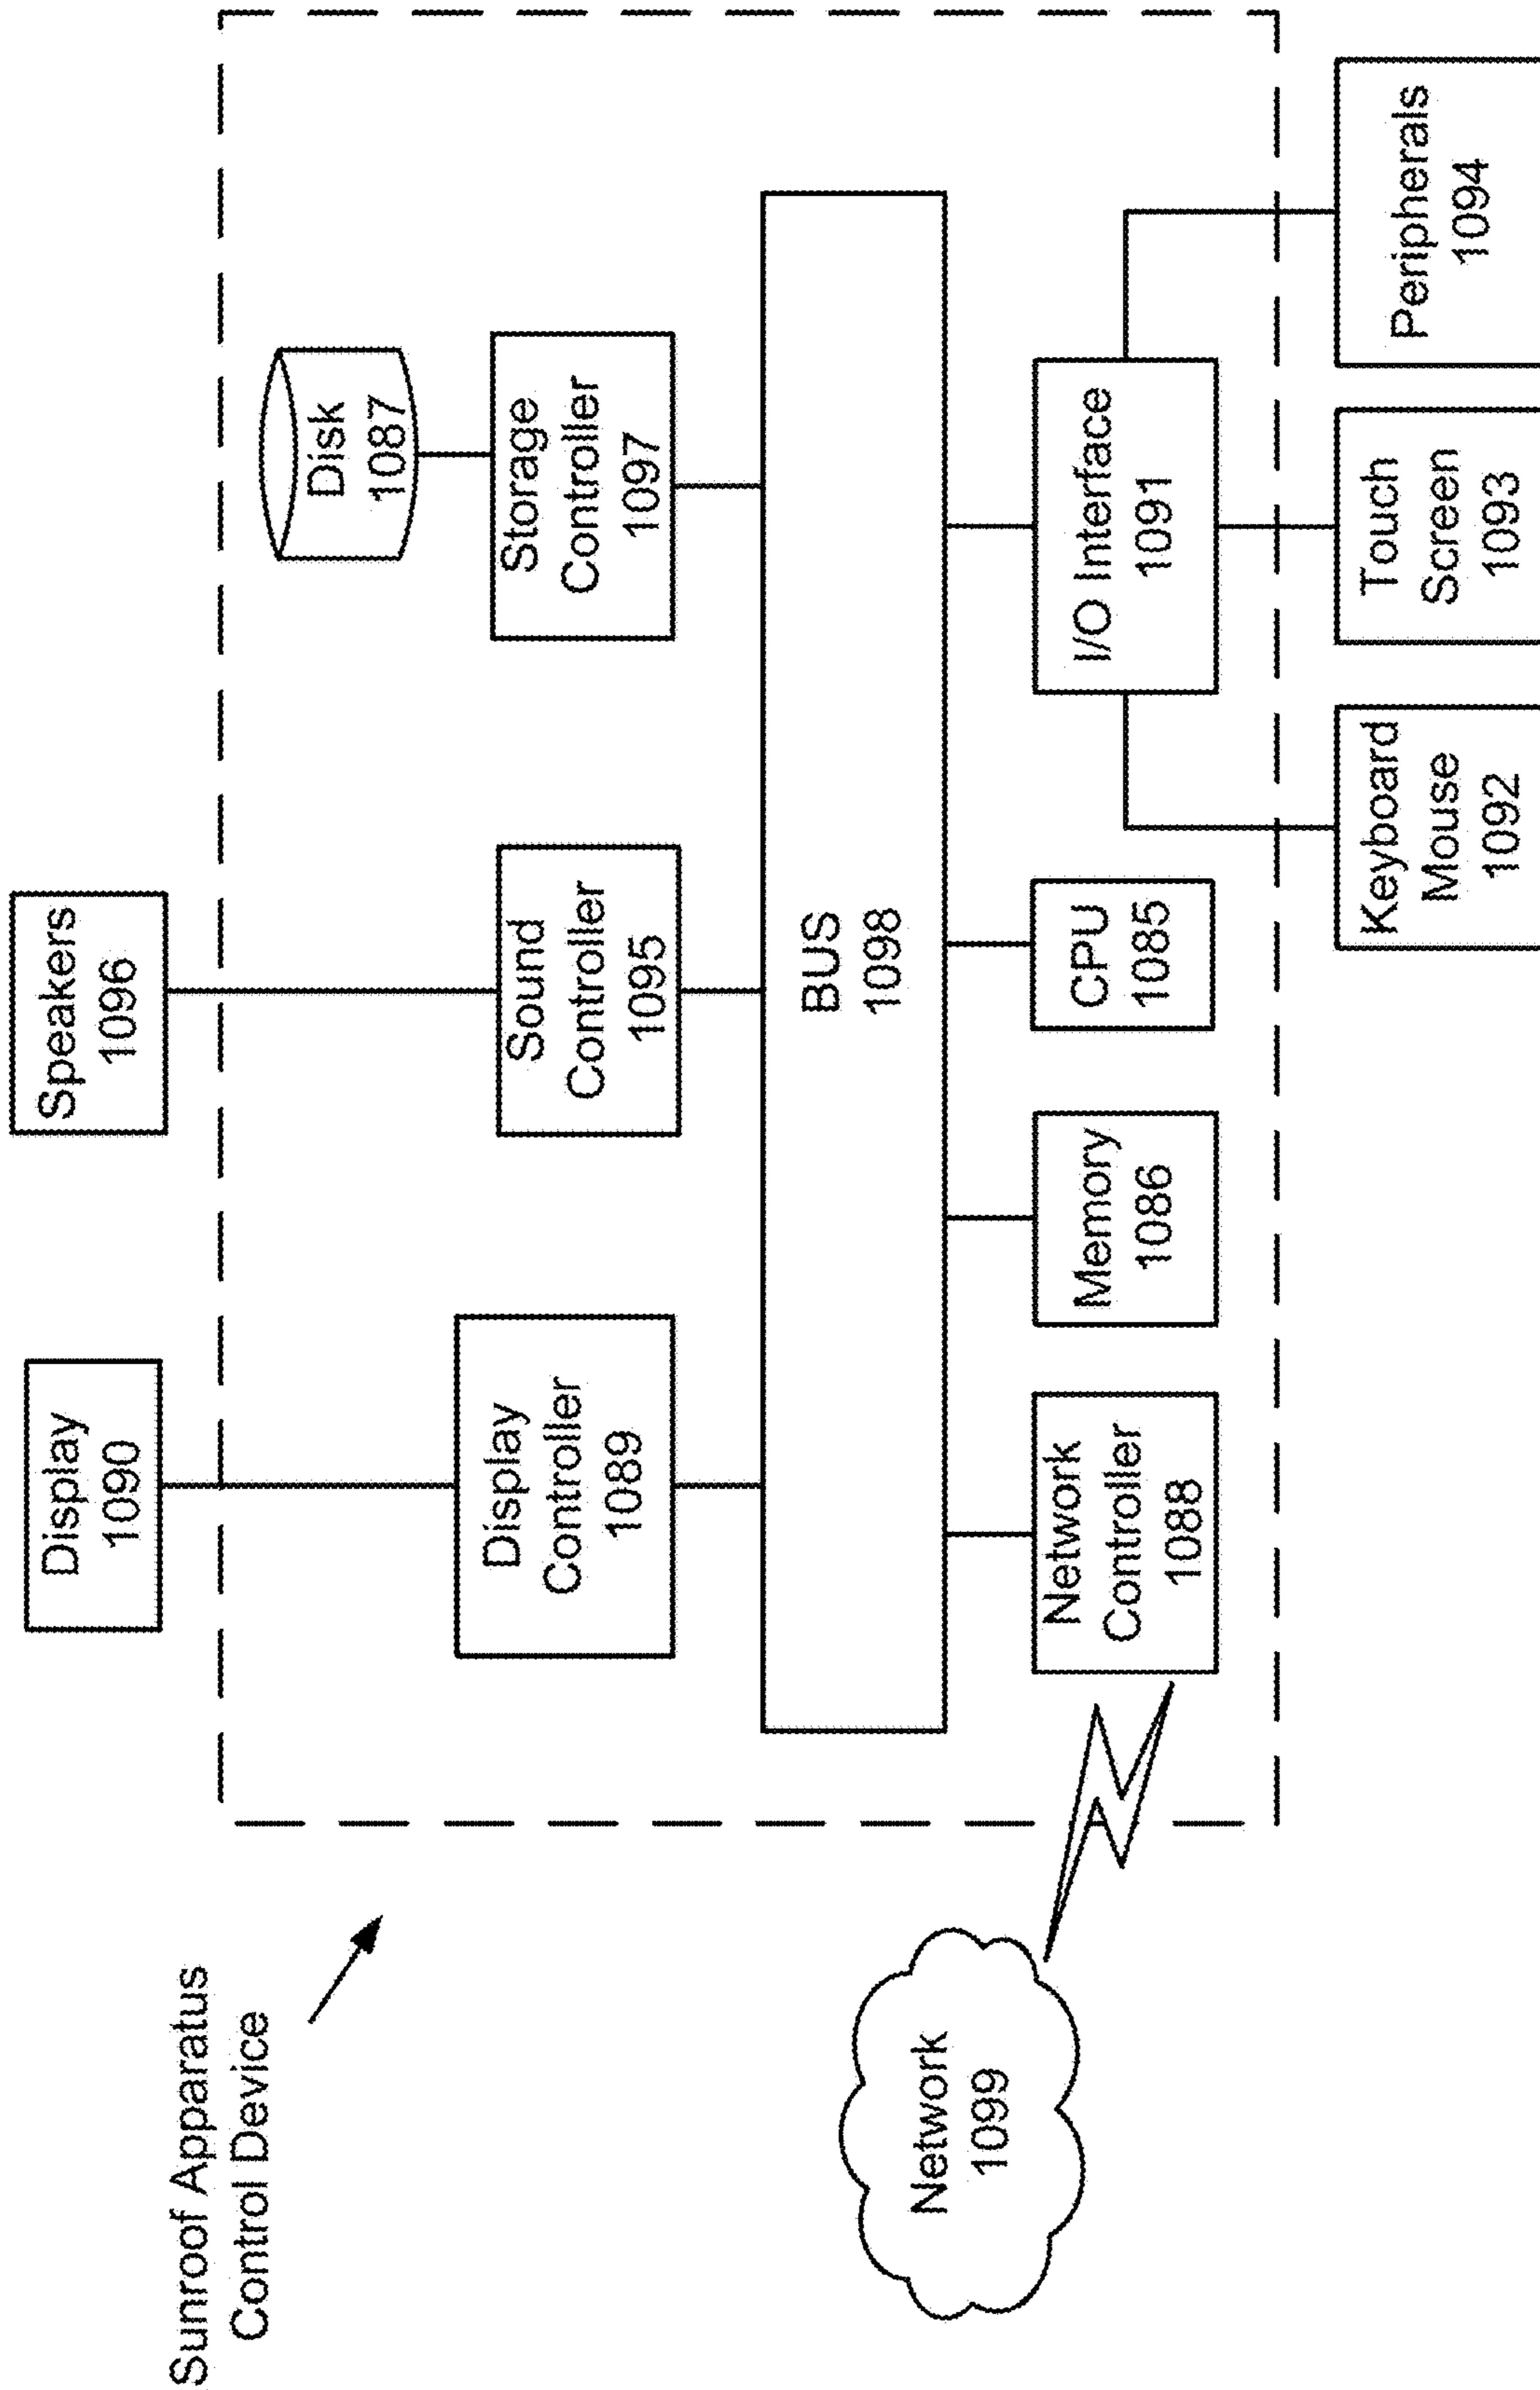 Sunroof Apparatus
Control Device
Display
1090
Speakers
1096
Disk
1087
Display
Controller
1089
Sound
Controller
1095
Storage
Controller
1097
BUS
1098
Network
1099
Network
Controller
1088
Memory
1086
CPU
1085
I/O Interface
1091
Keyboard
Mouse
1092
Touch
Screen
1093
Peripherals
1094